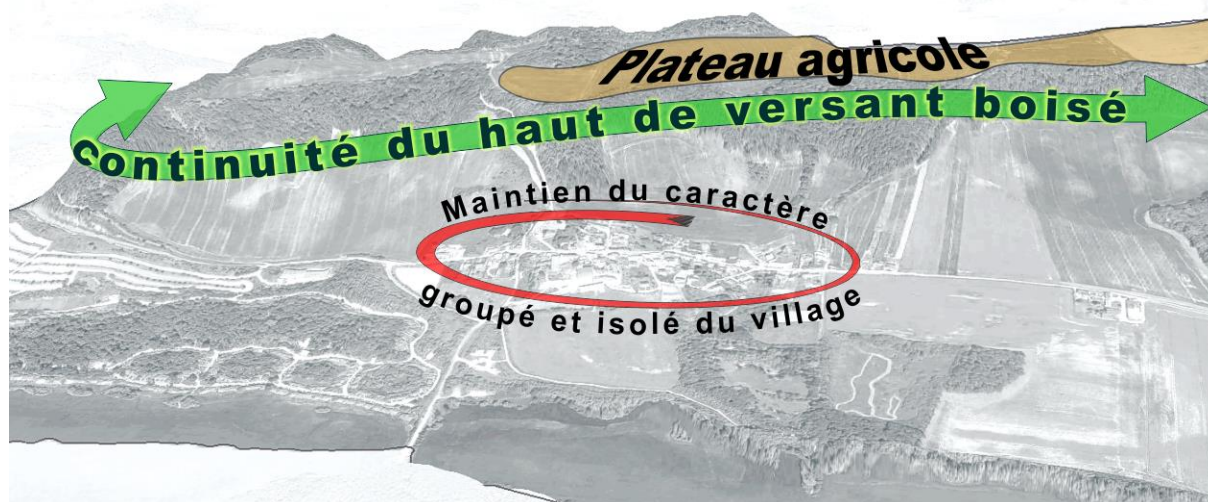 Plateau agricole
Continuité du haut de versant boisé
Maintien du caractère
groupé et isolé du village